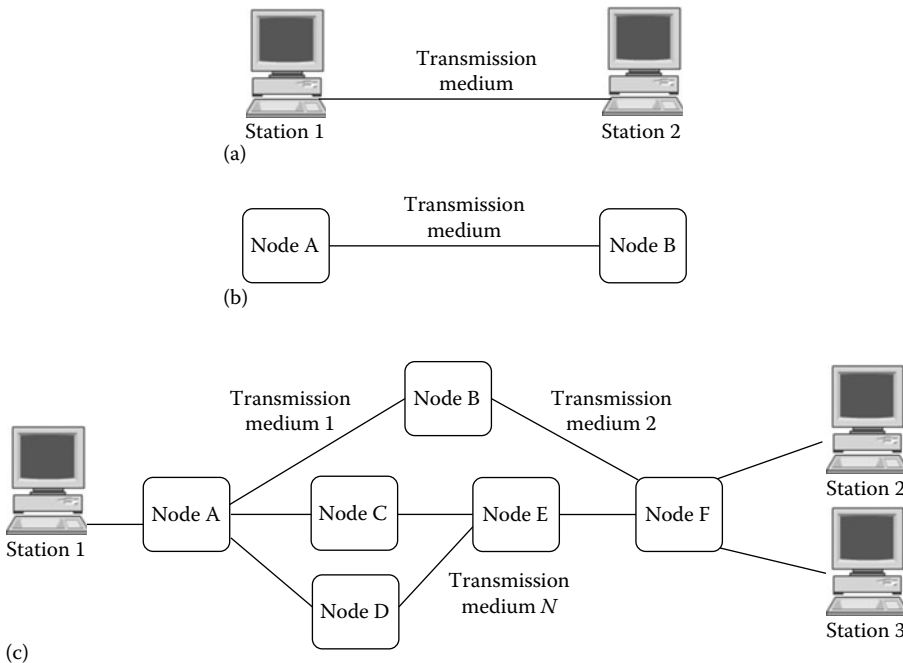 Transmission
medium
Station 1
Station 2
(a)
Transmission
medium
Node A
Node B
(b)
Transmission
medium 1
Node B
Transmission
medium 2
Station 1
Node A
Node C
Node E
Node F
Station 2
Node D
Transmission
medium N
Station 3
(c)